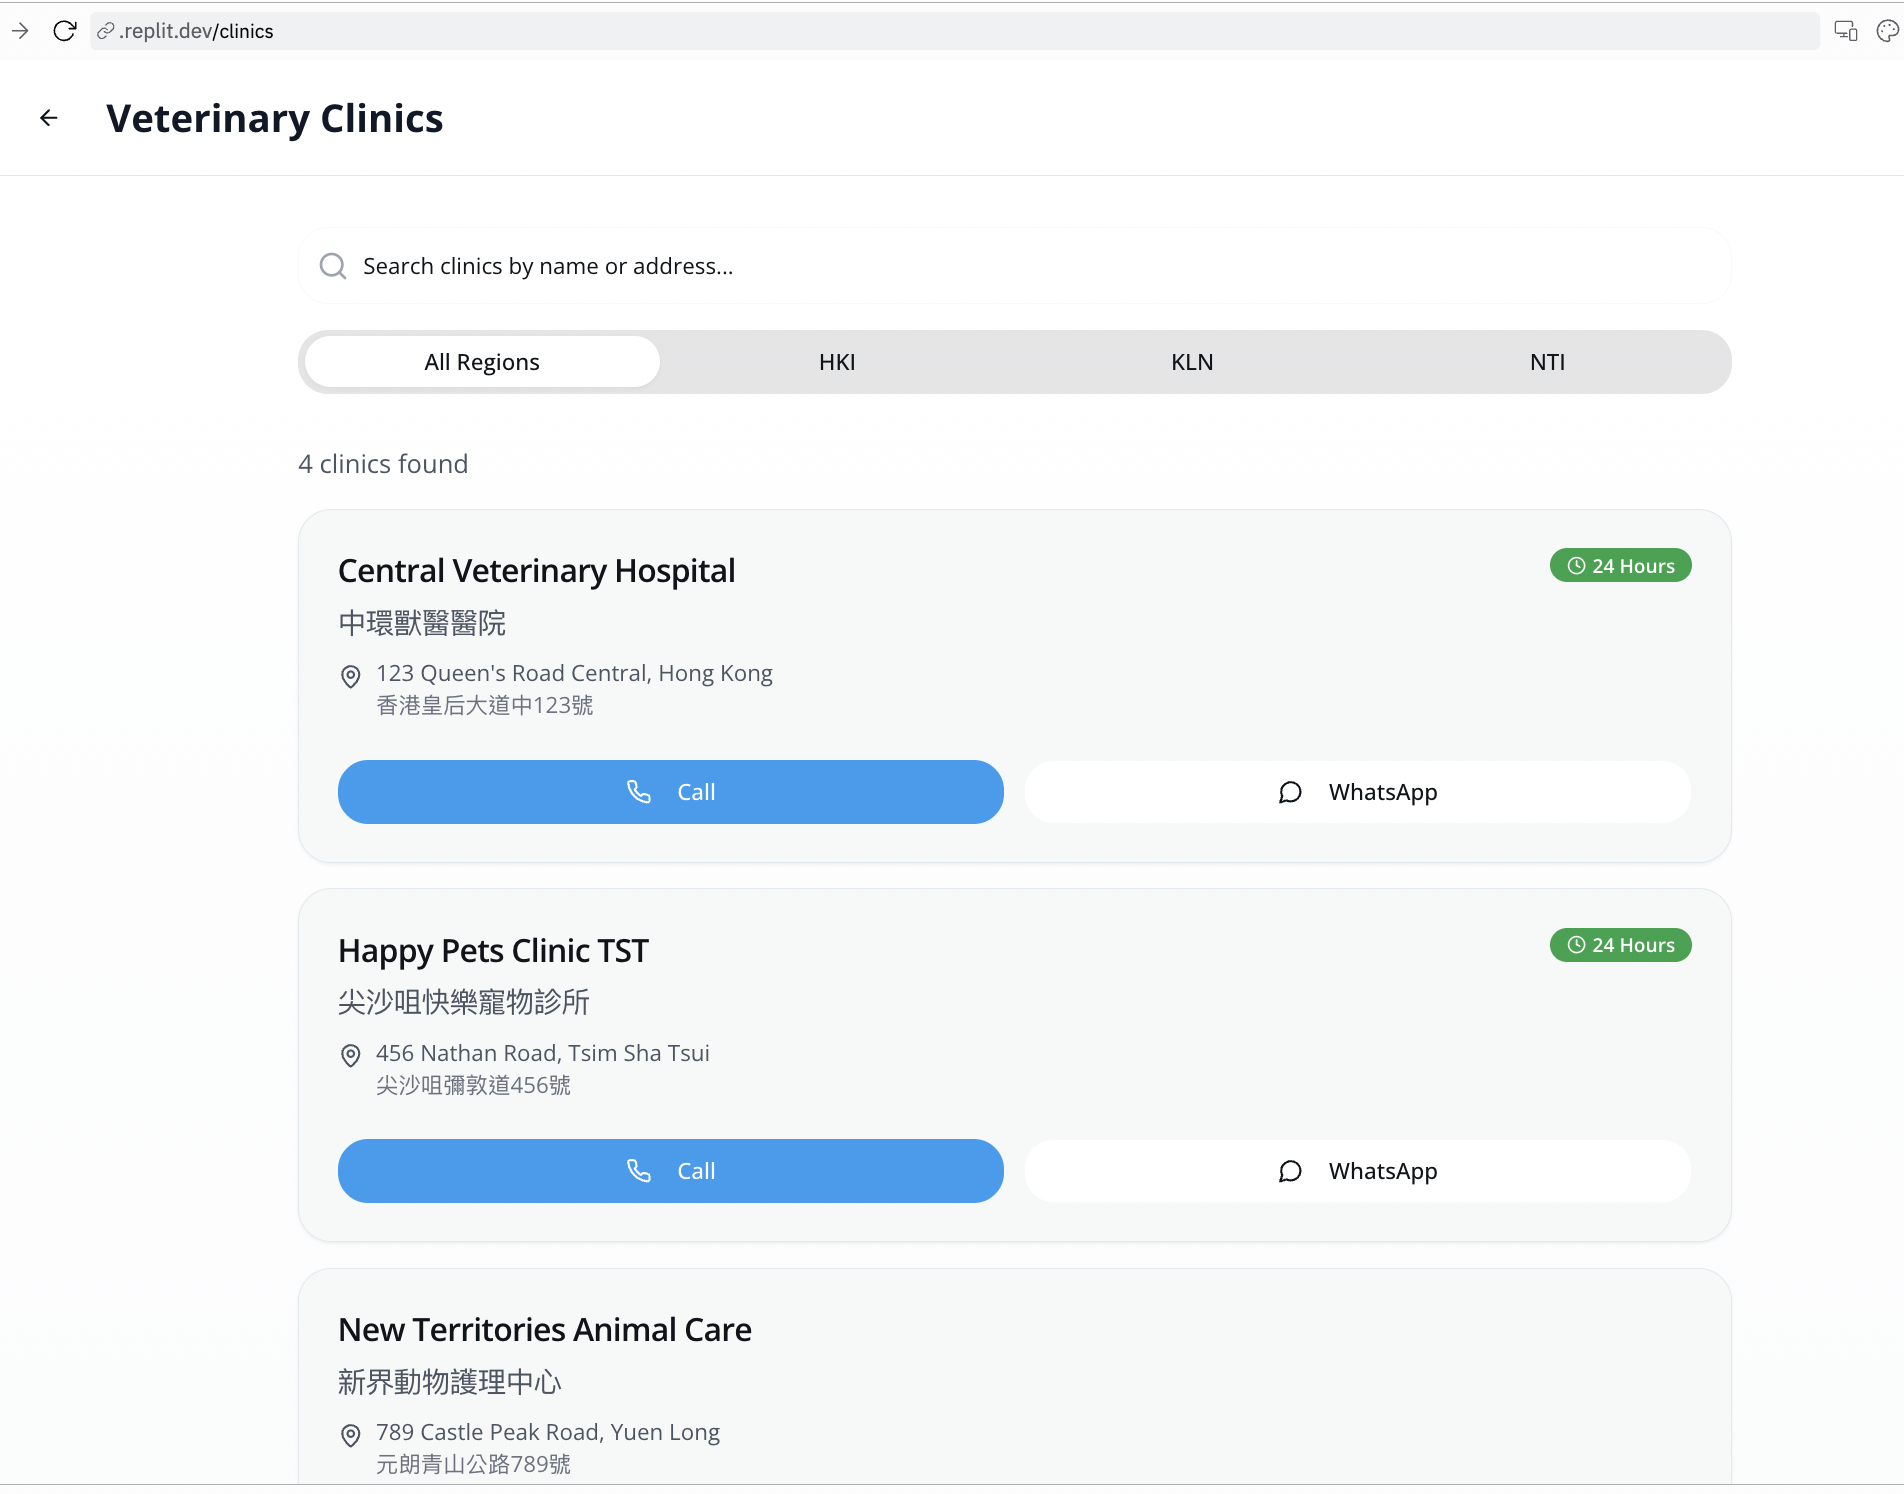 .replit.dev/clinics
Veterinary Clinics
Search clinics by name or address...
All Regions
HKI
KLN
NTI
4 clinics found
Central Veterinary Hospital
24 Hours
中環獸醫醫院
123 Queen's Road Central, Hong Kong
香港皇后大道中123號
Call
WhatsApp
Happy Pets Clinic TST
24 Hours
尖沙咀快樂寵物診所
456 Nathan Road, Tsim Sha Tsui
尖沙咀彌敦道456號
Call
WhatsApp
New Territories Animal Care
新界動物護理中心
789 Castle Peak Road, Yuen Long
元朗青山公路789號